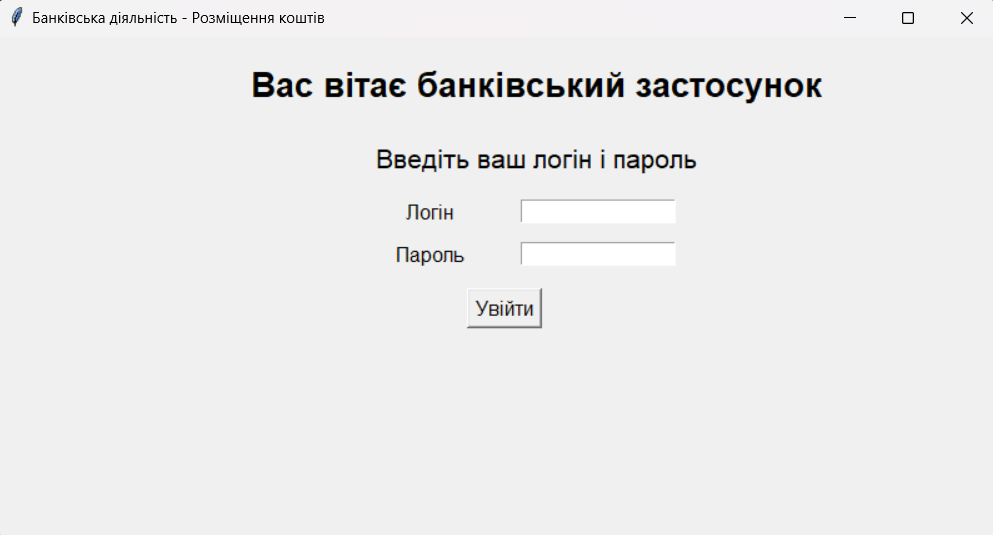 Банківська діяльність - Розміщення коштів
Вас вітає банківський застосунок
Введіть ваш логін і пароль
Логін
Пароль
Увійти